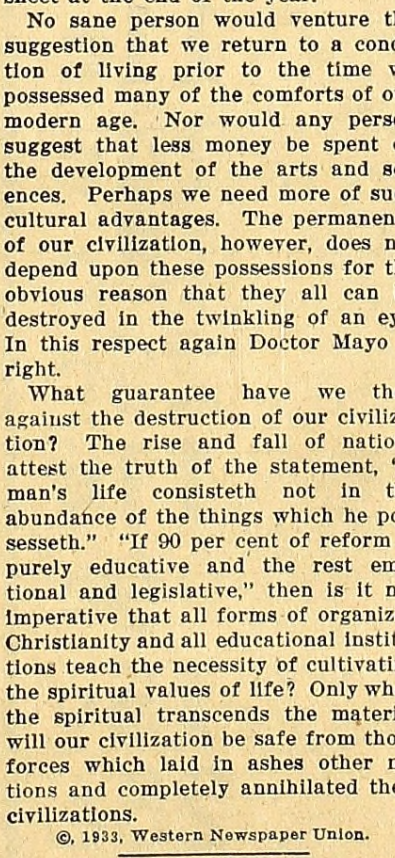 No sane person would venture t
suggestion that we return to a con
tion of living prior to the time
possessed many of the comforts of o
modern age. Nor would any pers
suggest that less money be spent
the development of the arts and s
ences. Perhaps we need more of su
cultural advantages. The permanen
of our civilization, however, does n
depend upon these possessions for t
obvious reason that they all can
destroyed in the twinkling of an ey
In this respect again Doctor Mayo
right.
What guarantee have we th
against the destruction of our civiliz
tion? The rise and fall of natio
attest the truth of the statement, "
man's life consisteth not in t
abundance of the things which he po
sesseth." "If 90 per cent of reform
purely educative and the rest em
tional and legislative," then is it n
imperative that all forms of organiz
Christianity and all educational instit
tions teach the necessity of cultivati
the spiritual values of life? Only wh
the spiritual transcends the materi
will our civilization be safe from tho
forces which laid in ashes other n
tions and completely annihilated the
civilizations.
©, 1933, Western Newspaper Union.